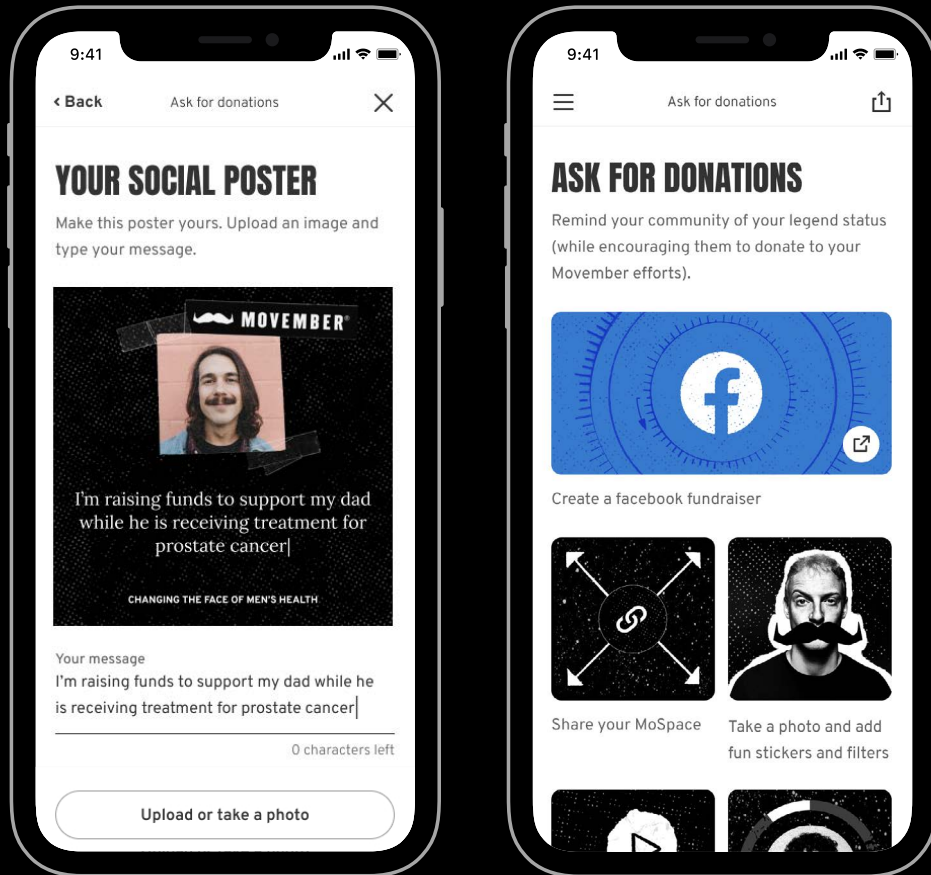 9:41
‹ Back
Ask for donations
YOUR SOCIAL POSTER
Make this poster yours. Upload an image and
type your message.
MOVEMBER®
I'm raising funds to support my dad
while he is receiving treatment for
prostate cancer
CHANGING THE FACE OF MEN'S HEALTH
Your message
I'm raising funds to support my dad while he
is receiving treatment for prostate cancer
0 characters left
Upload or take a photo
9:41
Ask for donations
ASK FOR DONATIONS
Remind your community of your legend status
(while encouraging them to donate to your
Movember efforts).
Create a facebook fundraiser
Share your MoSpace
Take a photo and add
fun stickers and filters